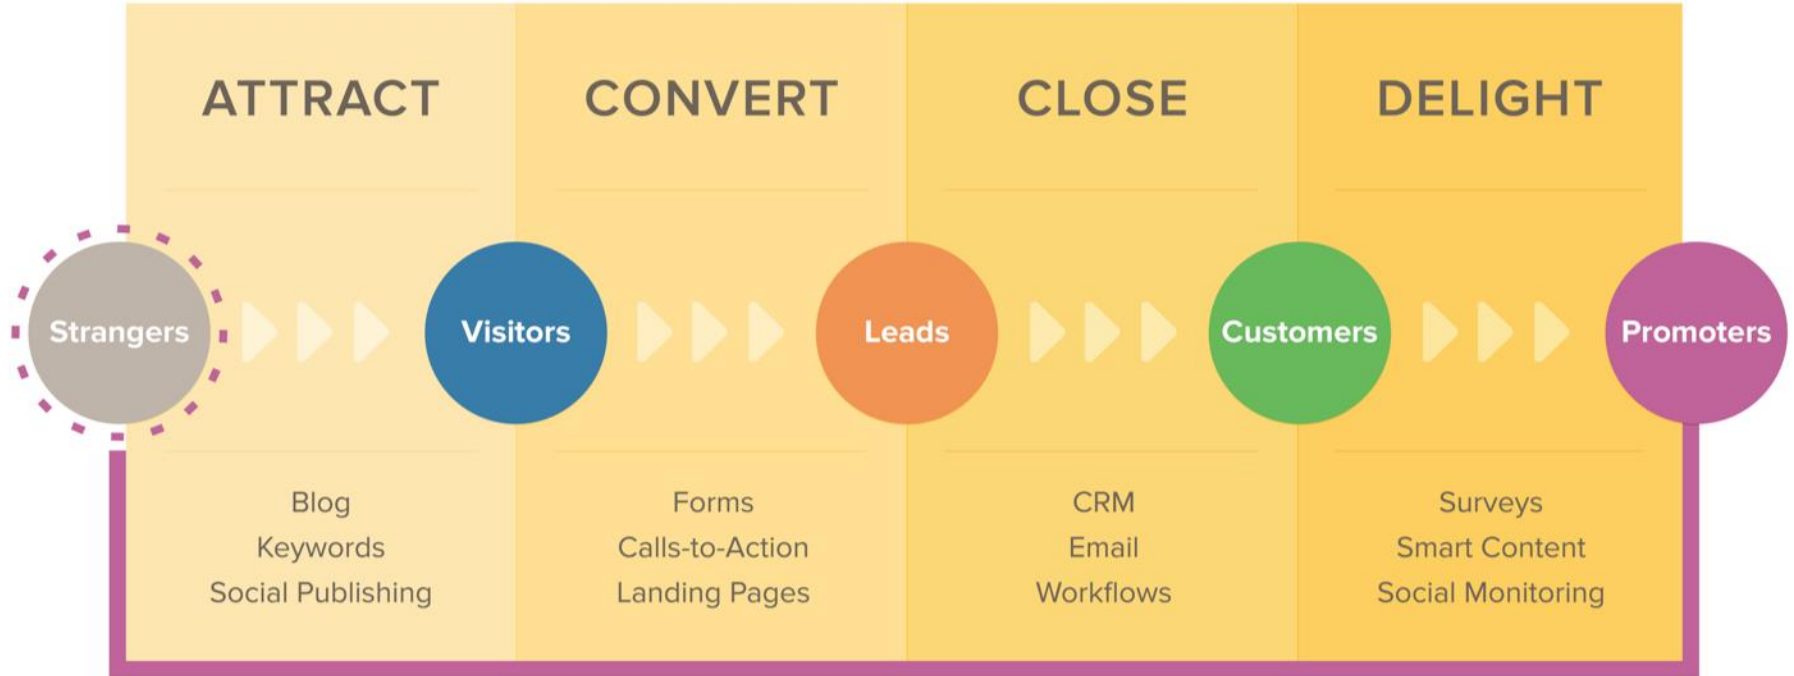 ATTRACT
CONVERT
CLOSE
DELIGHT
Strangers
Visitors
Leads
Customers
Promoters
Blog
Keywords
Social Publishing
Forms
Calls-to-Action
Landing Pages
CRM
Email
Workflows
Surveys
Smart Content
Social Monitoring